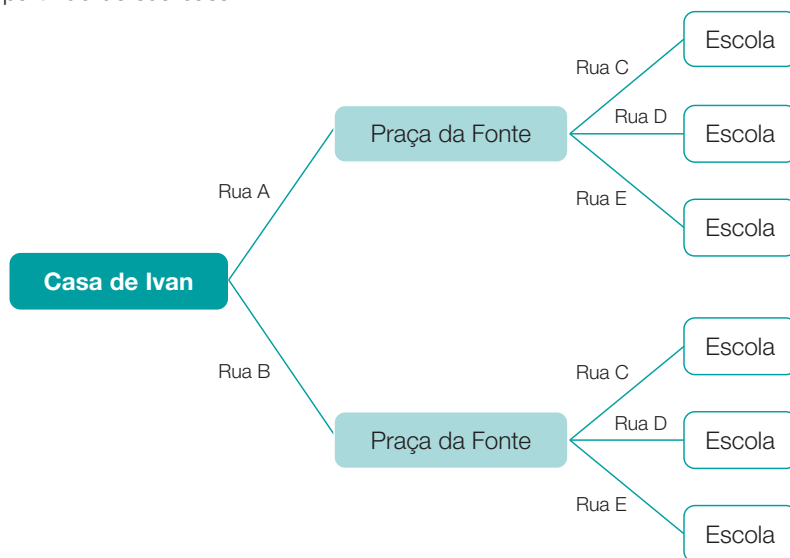 Rua C
Escola
Rua D
Praça da Fonte
Escola
Rua A
Rua E
Escola
Casa de Ivan
Rua B
Rua C
Escola
Rua D
Praça da Fonte
Escola
Rua E
Escola